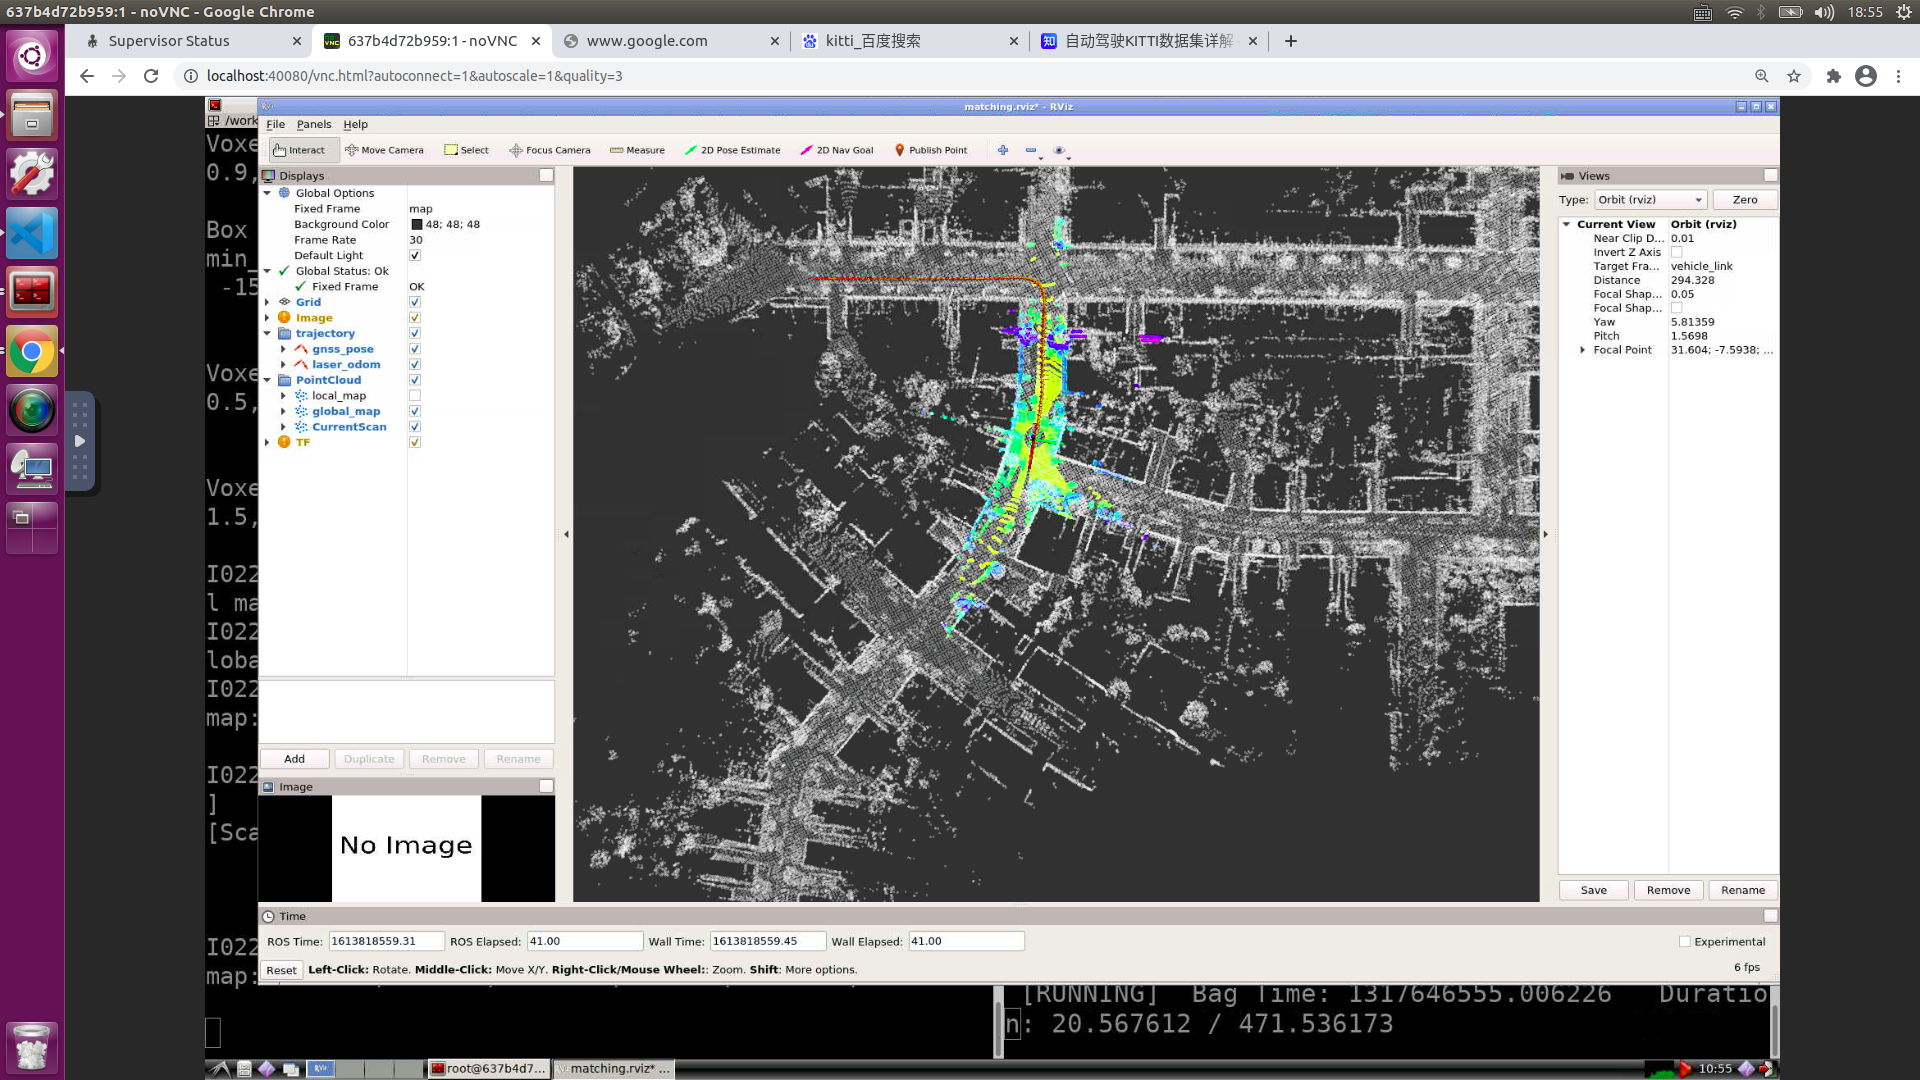 637b4d72b959:1 - noVNC - Google Chrome
18:55
Supervisor Status
637b4d72b959:1 - noVNC
www.google.com
kitti_百度搜索
自动驾驶KITTI数据集详解
localhost:40080/vnc.html?autoconnect=1&autoscale=1&quality=3
matching.rviz* - RViz
/work
File Panels Help
Interact Move Camera Select Focus Camera Measure 2D Pose Estimate 2D Nav Goal Publish Point
Displays
Global Options
Fixed Frame map
Background Color 48; 48; 48
Frame Rate 30
Default Light
Global Status: Ok
Fixed Frame OK
Grid
Image
trajectory
gnss_pose
laser_odom
PointCloud
local_map
global_map
CurrentScan
TF
Add Duplicate Remove Rename
Image
No Image
Views
Type: Orbit (rviz) Zero
Current View Orbit (rviz)
Near Clip D... 0.01
Invert Z Axis
Target Fra... vehicle_link
Distance 294.328
Focal Shap... 0.05
Focal Shap...
Yaw 5.81359
Pitch 1.5698
Focal Point 31.604; -7.5938; ...
Save Remove Rename
Voxe
0.9,
Box
min_
-15
Voxe
0.5,
Voxe
1.5,
I022
l ma
I022
loba
I022
map:
I022
]
[Sca
I022
map:
Time
ROS Time: 1613818559.31 ROS Elapsed: 41.00 Wall Time: 1613818559.45 Wall Elapsed: 41.00
Experimental
Reset Left-Click: Rotate. Middle-Click: Move X/Y. Right-Click/Mouse Wheel:: Zoom. Shift: More options.
6 fps
[RUNNING] Bag Time: 1317646555.006226 Duratio
n: 20.567612 / 471.536173
root@637b4d7...
matching.rviz* ...
10:55